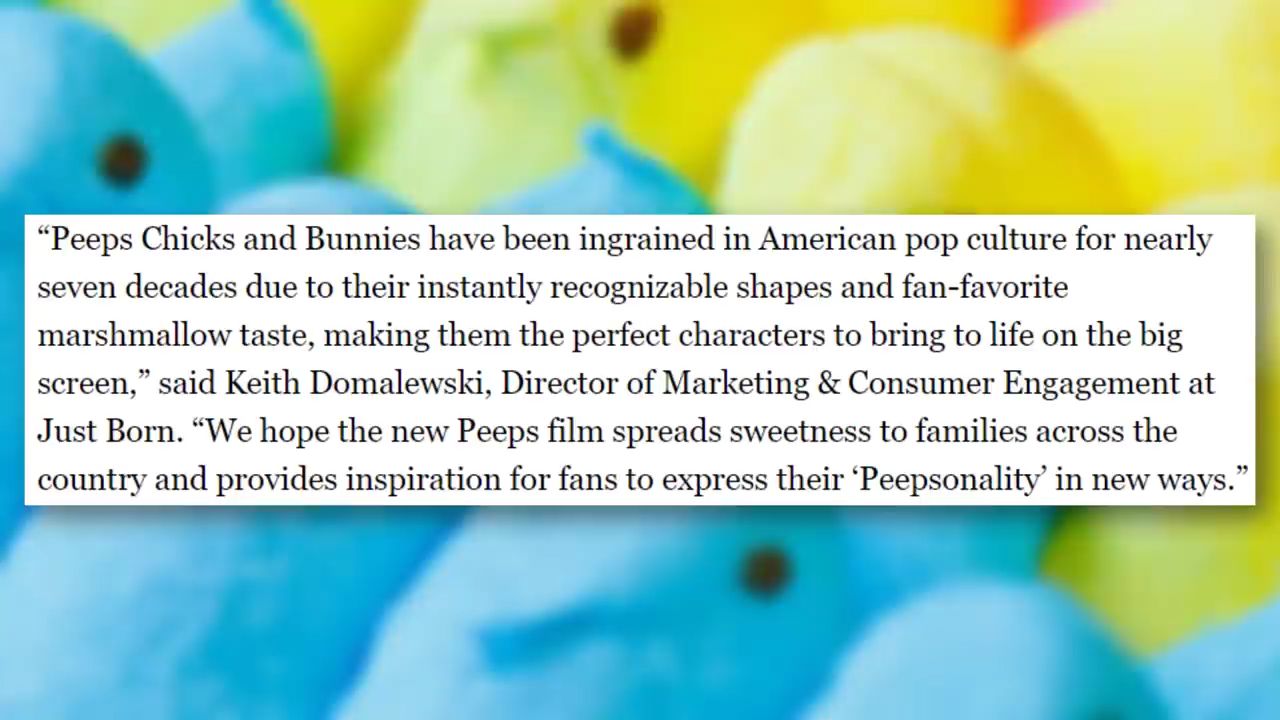 “Peeps Chicks and Bunnies have been ingrained in American pop culture for nearly
seven decades due to their instantly recognizable shapes and fan-favorite
marshmallow taste, making them the perfect characters to bring to life on the big
screen,” said Keith Domalewski, Director of Marketing & Consumer Engagement at
Just Born. “We hope the new Peeps film spreads sweetness to families across the
country and provides inspiration for fans to express their ‘Peepsonality’ in new ways.”